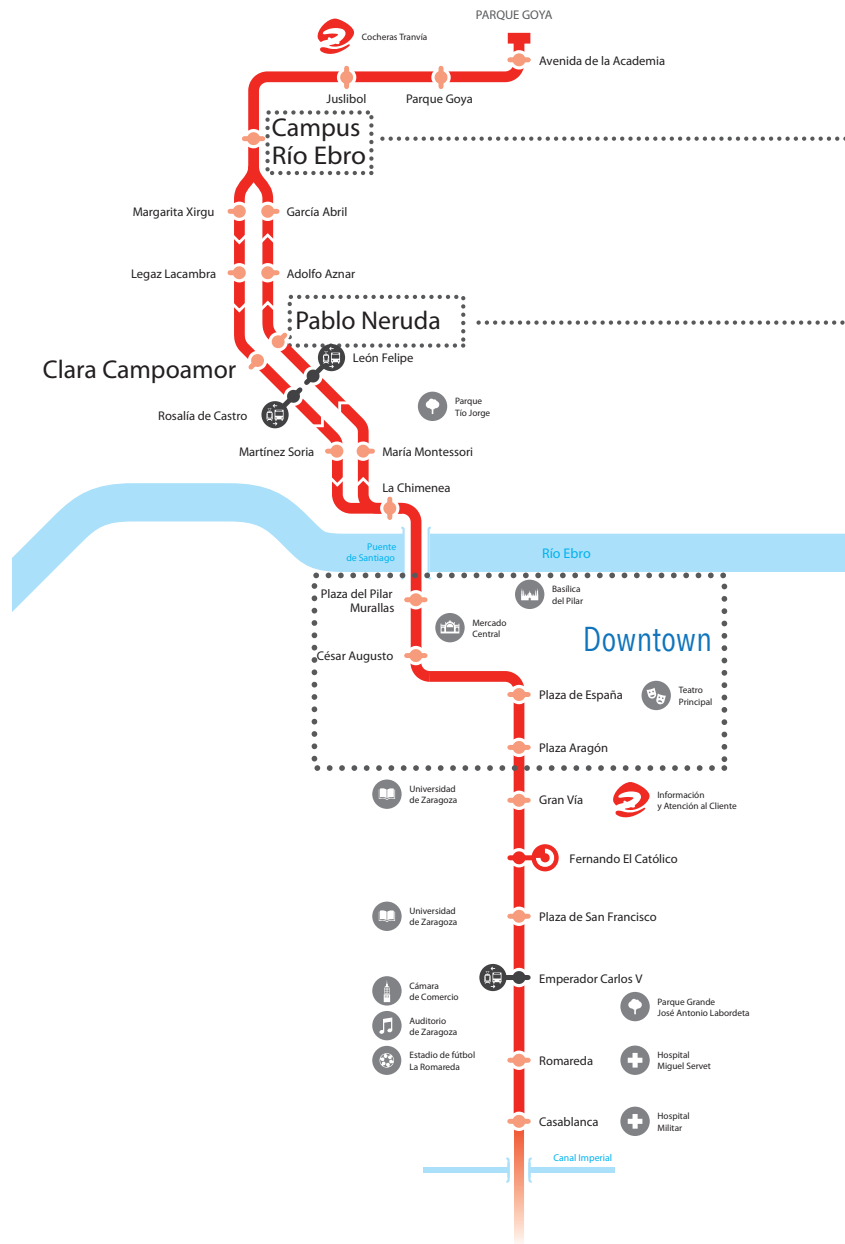 PARQUE GOYA
Cocheras Tranvía
Avenida de la Academia
Juslibol
Parque Goya
Campus
Río Ebro
Margarita Xirgu
García Abril
Legaz Lacambra
Adolfo Aznar
Pablo Neruda
León Felipe
Clara Campoamor
Parque
Tío Jorge
Rosalía de Castro
Martínez Soria
María Montessori
La Chimenea
Puente
de Santiago
Río Ebro
Plaza del Pilar
Murallas
Basílica
del Pilar
Mercado
Central
Downtown
César Augusto
Plaza de España
Teatro
Principal
Plaza Aragón
Universidad
de Zaragoza
Gran Vía
Información
y Atención al Cliente
Fernando El Católico
Universidad
de Zaragoza
Plaza de San Francisco
Emperador Carlos V
Cámara
de Comercio
Parque Grande
José Antonio Labordeta
Auditorio
de Zaragoza
Estadio de fútbol
La Romareda
Romareda
Hospital
Miguel Servet
Casablanca
Hospital
Militar
Canal Imperial